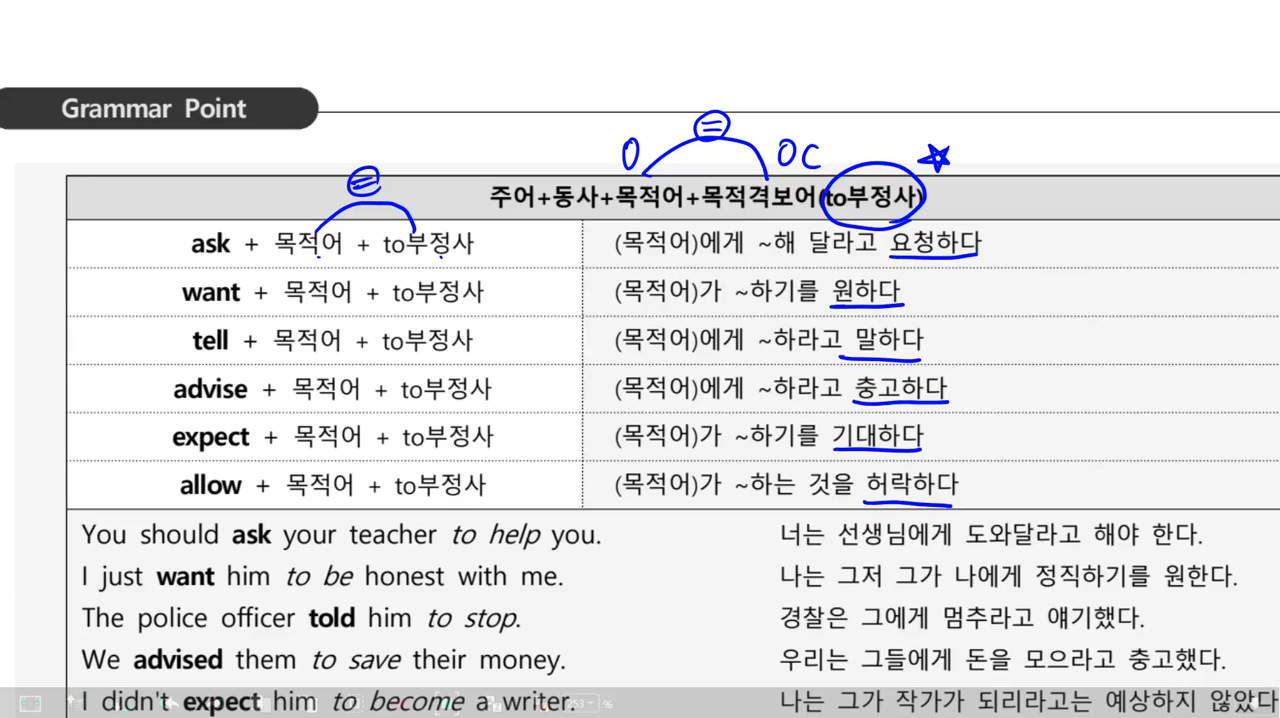 Grammar Point
O = OC ☆
주어+동사+목적어+목적격보어(to부정사)
=
ask + 목적어 + to부정사 (목적어)에게 ~해 달라고 요청하다
want + 목적어 + to부정사 (목적어)가 ~하기를 원하다
tell + 목적어 + to부정사 (목적어)에게 ~하라고 말하다
advise + 목적어 + to부정사 (목적어)에게 ~하라고 충고하다
expect + 목적어 + to부정사 (목적어)가 ~하기를 기대하다
allow + 목적어 + to부정사 (목적어)가 ~하는 것을 허락하다
You should ask your teacher to help you. 너는 선생님에게 도와달라고 해야 한다.
I just want him to be honest with me. 나는 그저 그가 나에게 정직하기를 원한다.
The police officer told him to stop. 경찰은 그에게 멈추라고 얘기했다.
We advised them to save their money. 우리는 그들에게 돈을 모으라고 충고했다.
I didn't expect him to become a writer. 나는 그가 작가가 되리라고는 예상하지 않았다
253 %